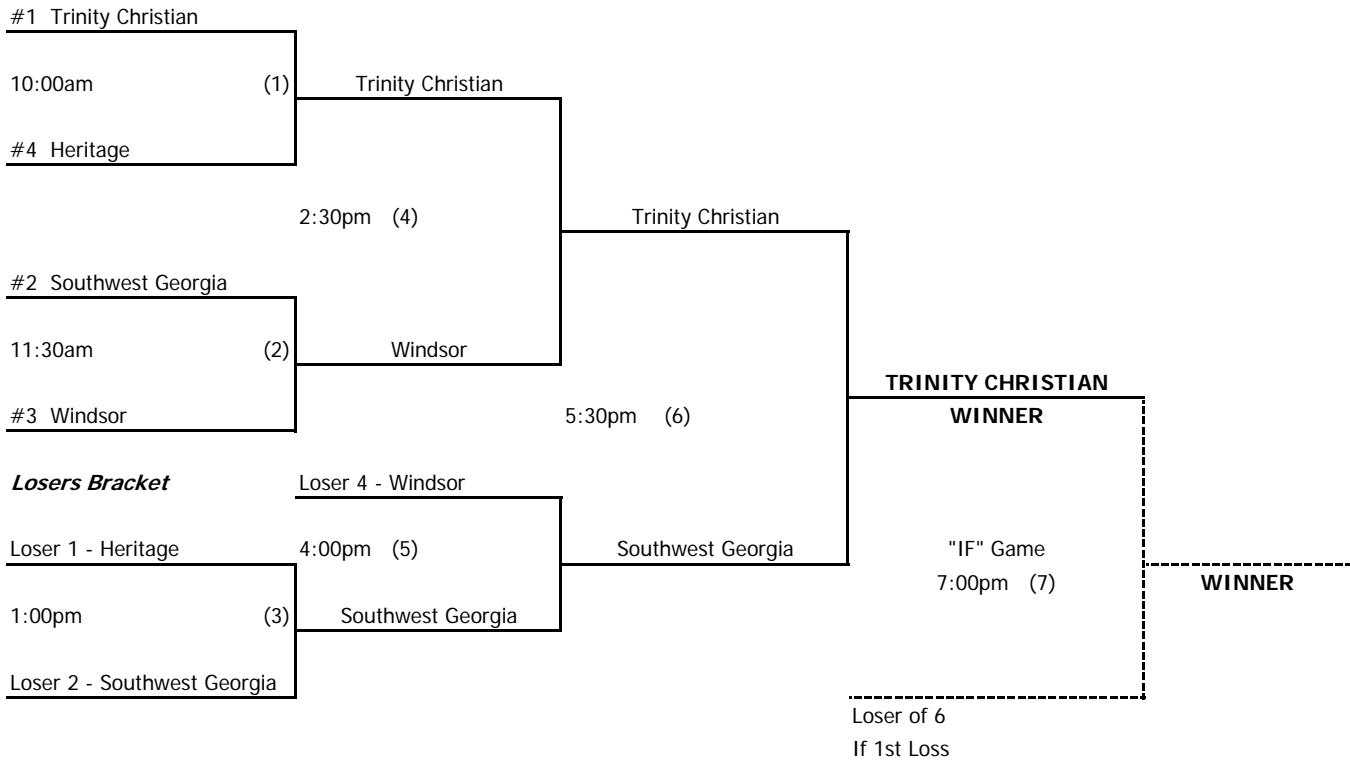 #1 Trinity Christian
10:00am (1) Trinity Christian
#4 Heritage
2:30pm (4) Trinity Christian
#2 Southwest Georgia
11:30am (2) Windsor
TRINITY CHRISTIAN
#3 Windsor 5:30pm (6) WINNER
Losers Bracket Loser 4 - Windsor
Loser 1 - Heritage 4:00pm (5) Southwest Georgia "IF" Game
7:00pm (7) WINNER
1:00pm (3) Southwest Georgia
Loser 2 - Southwest Georgia
Loser of 6
If 1st Loss